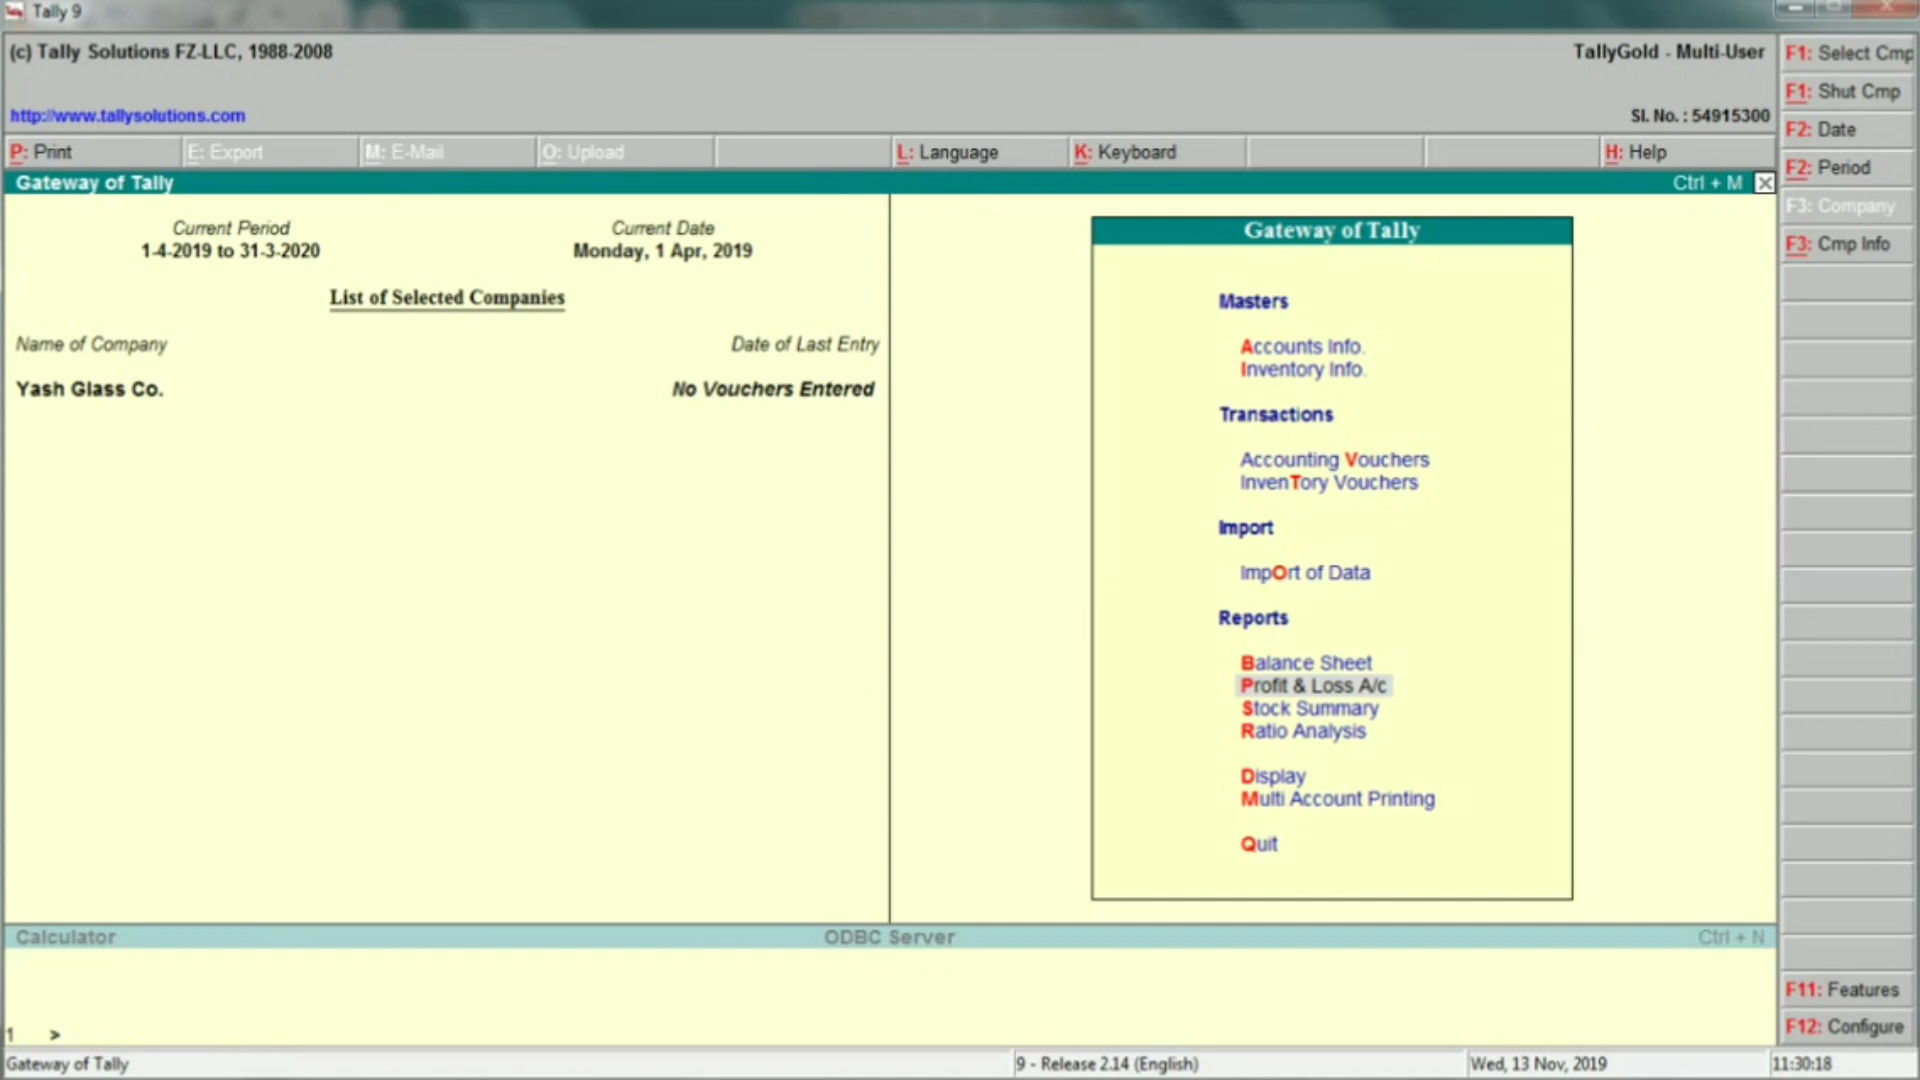 Tally 9
(c) Tally Solutions FZ-LLC, 1988-2008
TallyGold - Multi-User
http://www.tallysolutions.com
Sl. No. : 54915300
P: Print E: Export M: E-Mail O: Upload L: Language K: Keyboard H: Help
Gateway of Tally
Ctrl + M
Current Period
1-4-2019 to 31-3-2020
Current Date
Monday, 1 Apr, 2019
List of Selected Companies
Name of Company
Date of Last Entry
Yash Glass Co.
No Vouchers Entered
Gateway of Tally
Masters
Accounts Info.
Inventory Info.
Transactions
Accounting Vouchers
InvenTory Vouchers
Import
ImpOrt of Data
Reports
Balance Sheet
Profit & Loss A/c
Stock Summary
Ratio Analysis
Display
Multi Account Printing
Quit
F1: Select Cmp
F1: Shut Cmp
F2: Date
F2: Period
F3: Company
F3: Cmp Info
F11: Features
F12: Configure
Calculator
ODBC Server
Ctrl + N
1 >
Gateway of Tally
9 - Release 2.14 (English)
Wed, 13 Nov, 2019
11:30:18